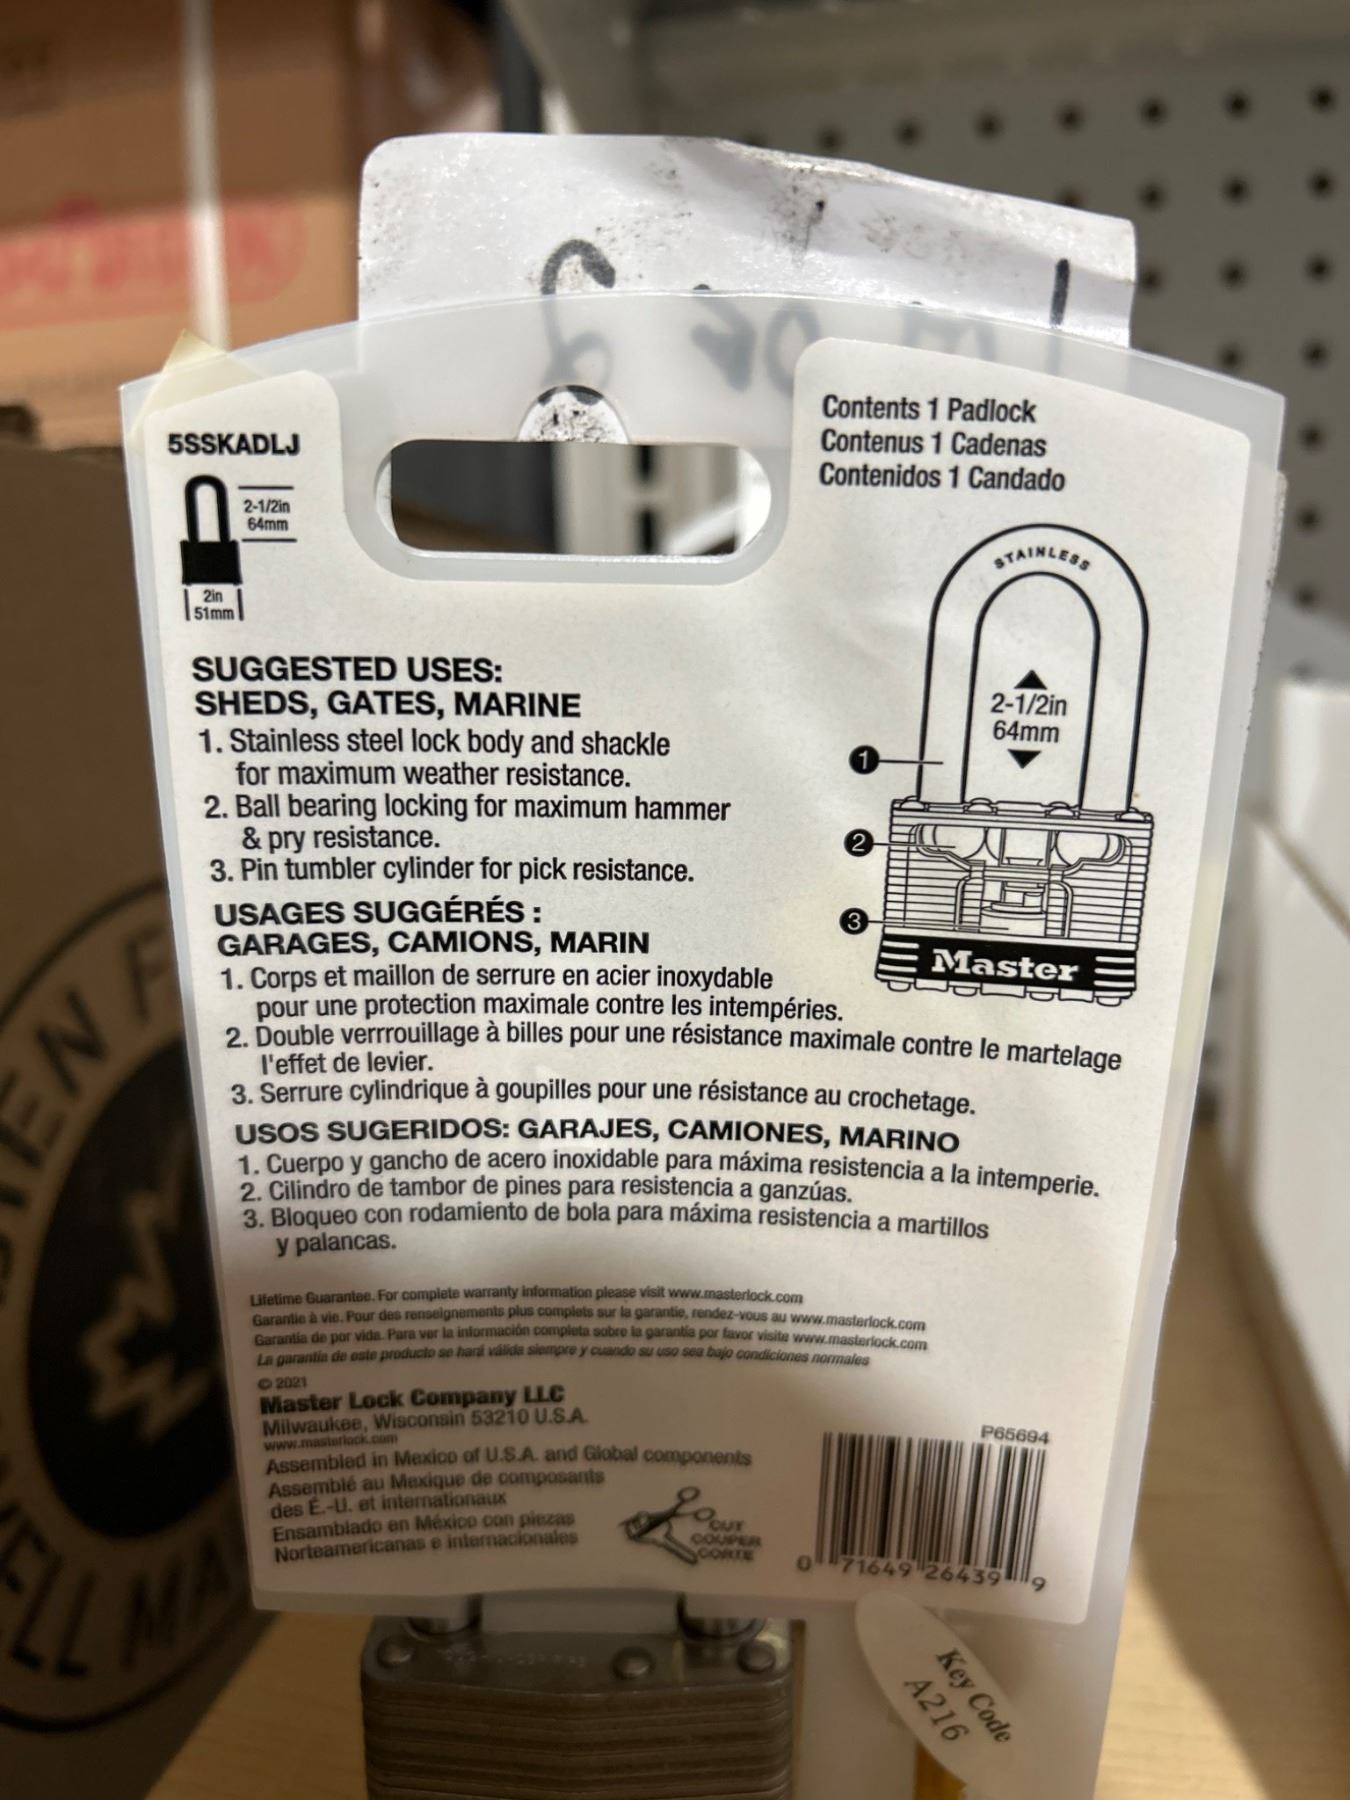 5SSKADLJ
2-1/2in
64mm
2in
51mm
Contents 1 Padlock
Contenus 1 Cadenas
Contenidos 1 Candado
STAINLESS
2-1/2in
64mm
1
2
3
Master
SUGGESTED USES:
SHEDS, GATES, MARINE
1. Stainless steel lock body and shackle
for maximum weather resistance.
2. Ball bearing locking for maximum hammer
& pry resistance.
3. Pin tumbler cylinder for pick resistance.
USAGES SUGGÉRÉS :
GARAGES, CAMIONS, MARIN
1. Corps et maillon de serrure en acier inoxydable
pour une protection maximale contre les intempéries.
2. Double verrrouillage à billes pour une résistance maximale contre le martelage
l'effet de levier.
3. Serrure cylindrique à goupilles pour une résistance au crochetage.
USOS SUGERIDOS: GARAJES, CAMIONES, MARINO
1. Cuerpo y gancho de acero inoxidable para máxima resistencia a la intemperie.
2. Cilindro de tambor de pines para resistencia a ganzúas.
3. Bloqueo con rodamiento de bola para máxima resistencia a martillos
y palancas.
Lifetime Guarantee. For complete warranty information please visit www.masterlock.com
Garantie à vie. Pour des renseignements plus complets sur la garantie, rendez-vous au www.masterlock.com
Garantía de por vida. Para ver la información completa sobre la garantía por favor visite www.masterlock.com
La garantía de este producto se hará válida siempre y cuando su uso sea bajo condiciones normales
© 2021
Master Lock Company LLC
Milwaukee, Wisconsin 53210 U.S.A.
www.masterlock.com
Assembled in Mexico of U.S.A. and Global components
Assemblé au Mexique de composants
des É.-U. et internationaux
Ensamblado en México con piezas
Norteamericanas e internacionales
CUT
COUPER
CORTE
P65694
0 71649 26439 9
Key Code
A216